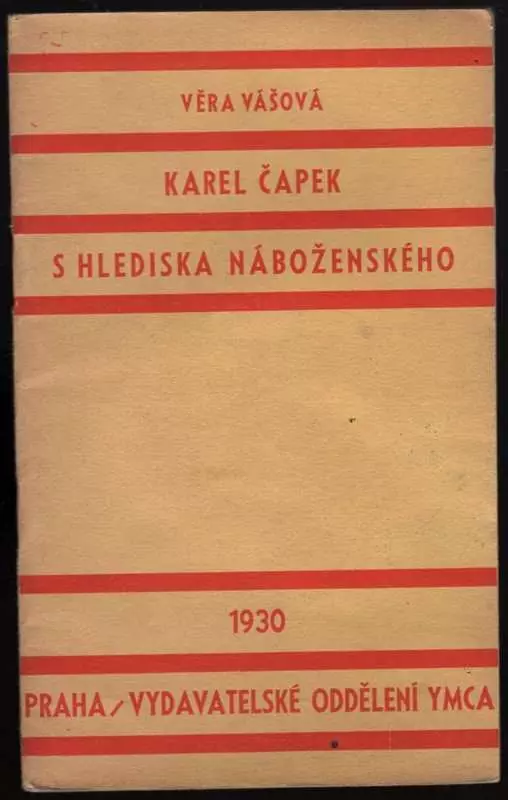 VĚRA VÁŠOVÁ
KAREL ČAPEK
S HLEDISKA NÁBOŽENSKÉHO
1930
PRAHA / VYDAVATELSKÉ ODDĚLENÍ YMCA